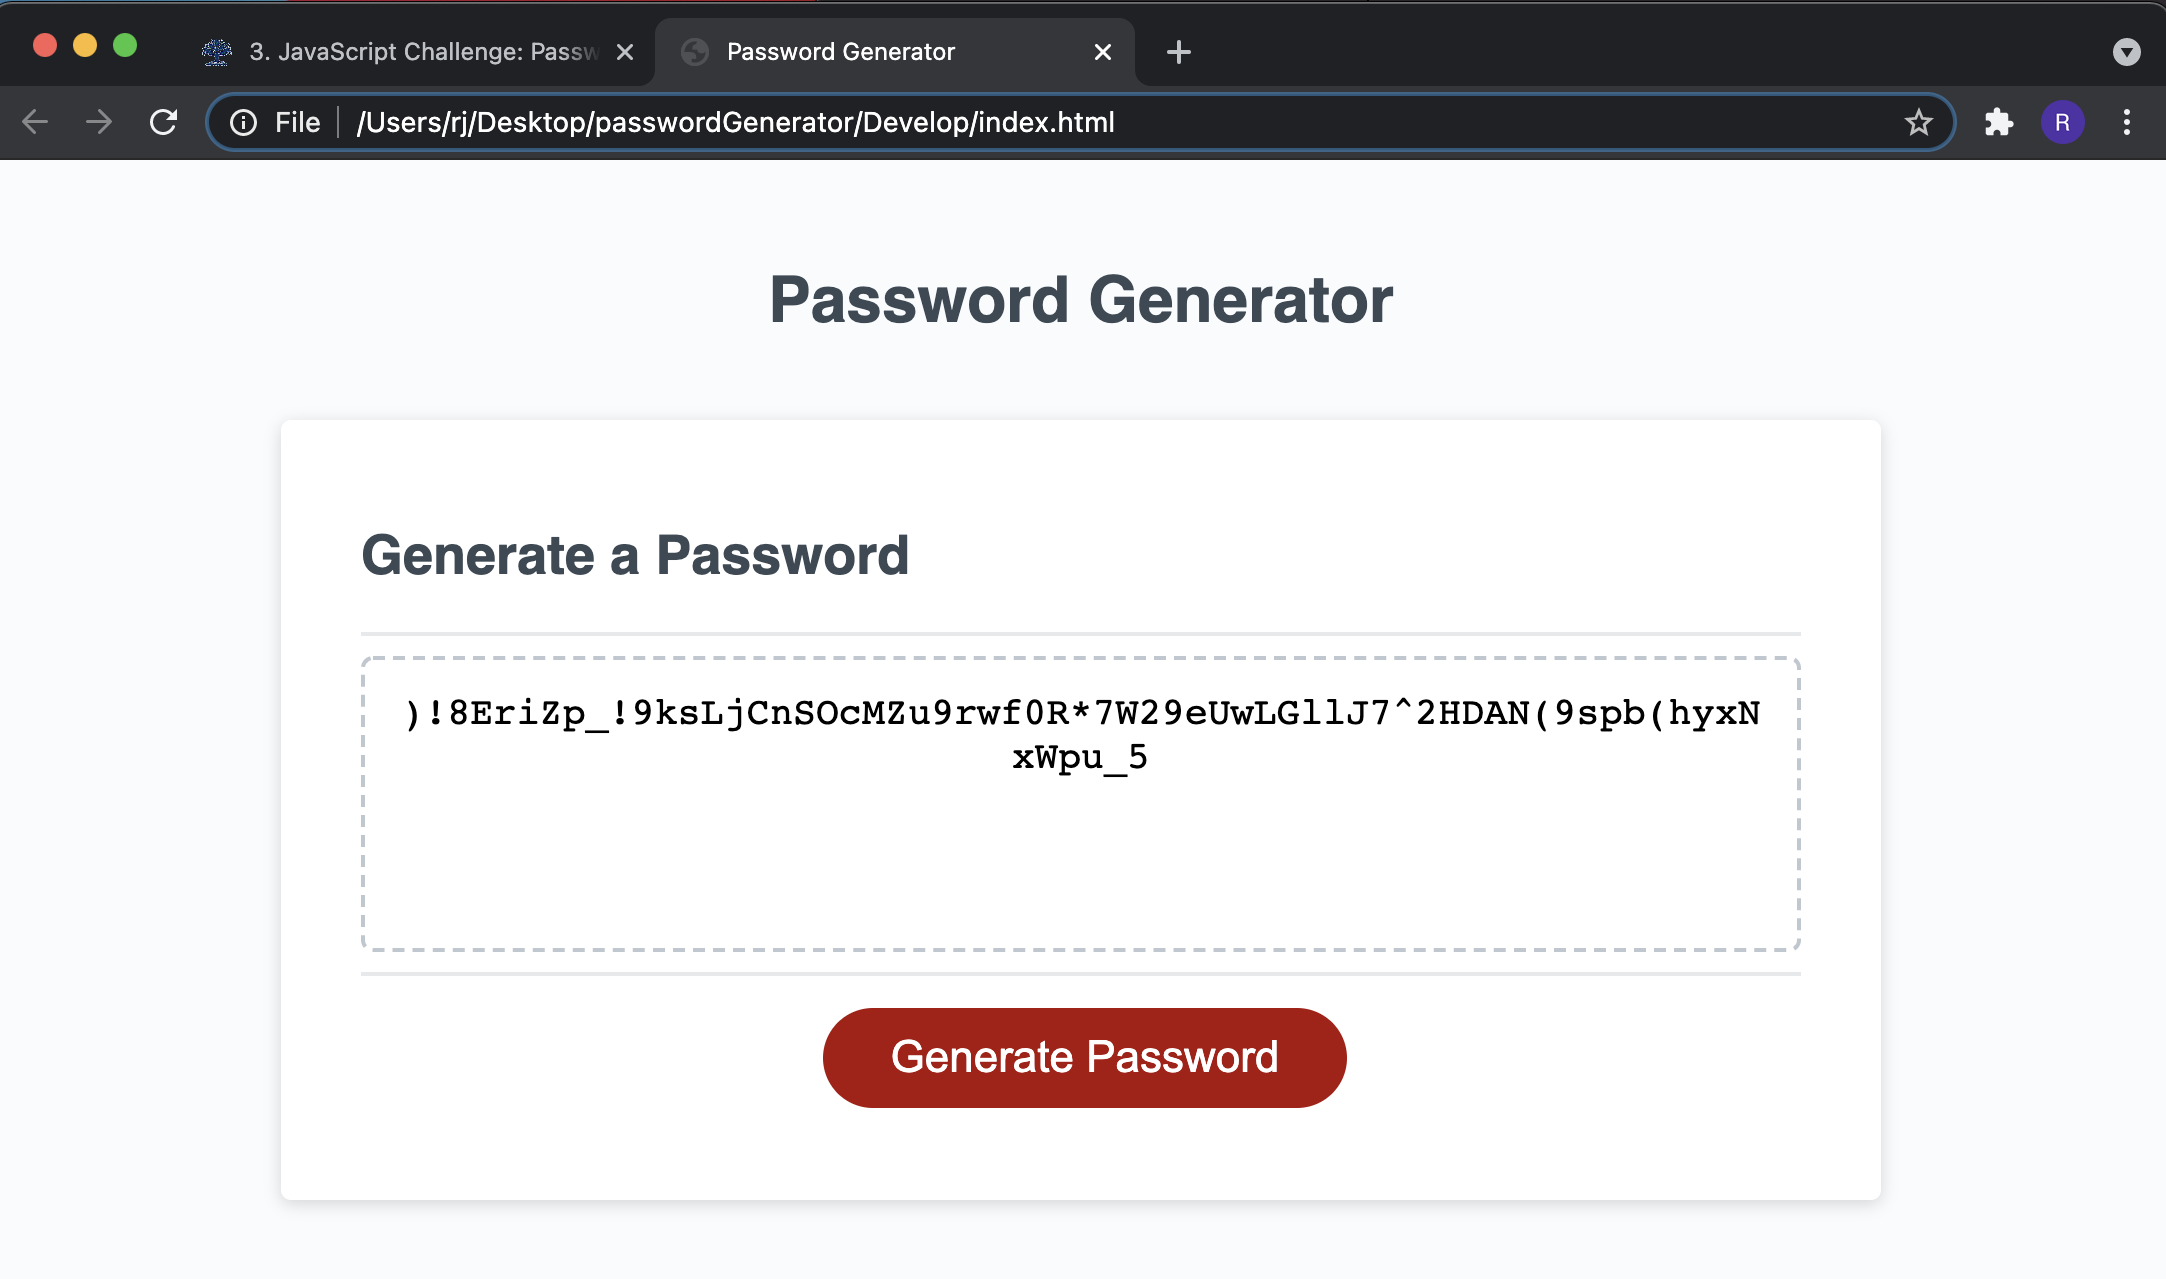 3. JavaScript Challenge: Passw
Password Generator
File
/Users/rj/Desktop/passwordGenerator/Develop/index.html
R
Password Generator
Generate a Password
)!8EriZp_!9ksLjCnSOcMZu9rwf0R*7W29eUwLGllJ7^2HDAN(9spb(hyxN
xWpu_5
Generate Password